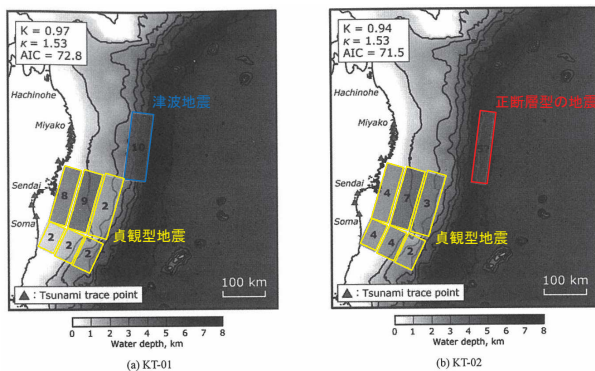 K = 0.97
κ = 1.53
AIC = 72.8
Hachinohe
Miyako
Sendai
Soma
津波地震
10
8
9
2
2
2
2
貞観型地震
▲ : Tsunami trace point
100 km
0 1 2 3 4 5 6 7 8
Water depth, km
(a) KT-01
K = 0.94
κ = 1.53
AIC = 71.5
Hachinohe
Miyako
Sendai
Soma
正断層型の地震
4
7
3
4
4
2
貞観型地震
▲ : Tsunami trace point
100 km
0 1 2 3 4 5 6 7 8
Water depth, km
(b) KT-02